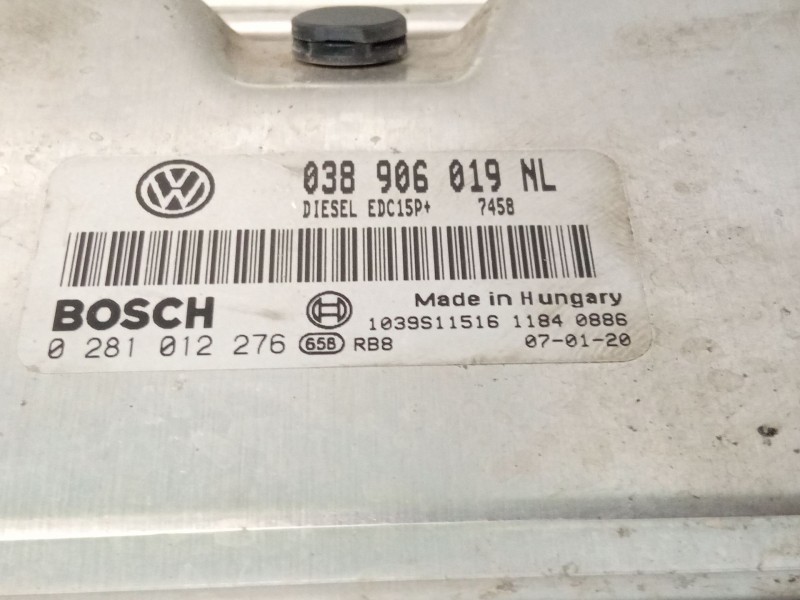 038 906 019 NL
DIESEL EDC15P+ 7458
BOSCH Made in Hungary
1039S11516 1184 0886
0 281 012 276 658 RB8 07-01-20